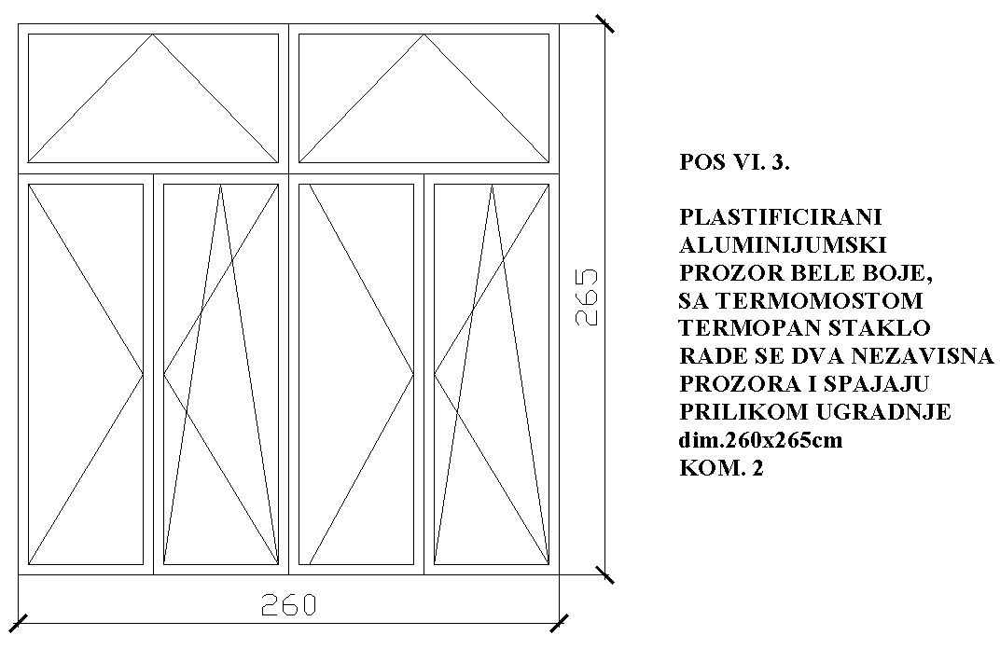 POS VI. 3.
PLASTIFICIRANI
ALUMINIJUMSKI
PROZOR BELE BOJE,
SA TERMOMOSTOM
TERMOPAN STAKLO
RADE SE DVA NEZAVISNA
PROZORA I SPAJAJU
PRILIKOM UGRADNJE
dim.260x265cm
KOM. 2
265
260